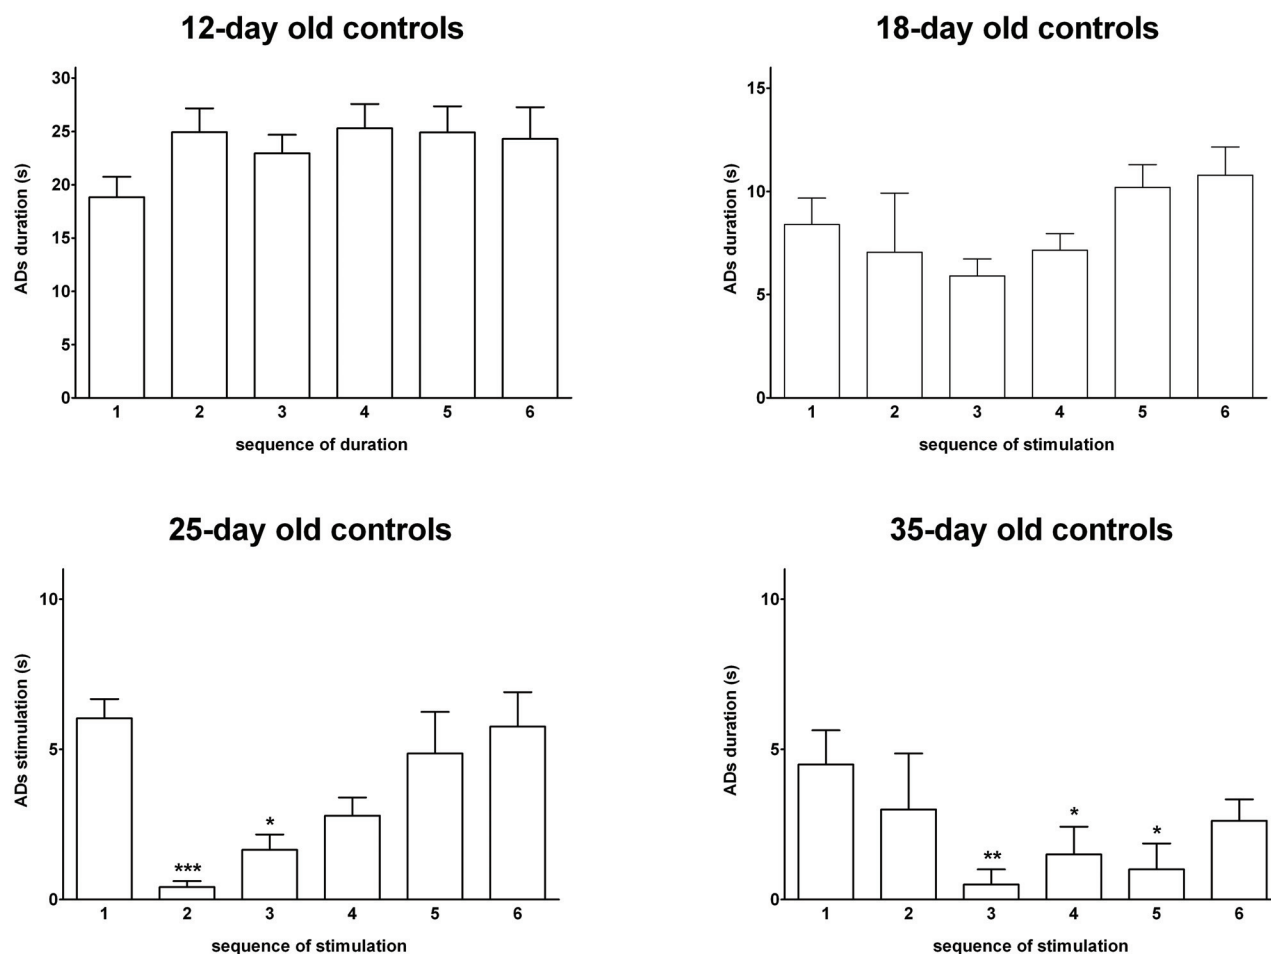 12-day old controls
30
25
20
15
10
5
0
ADs duration (s)
1 2 3 4 5 6
sequence of duration
18-day old controls
15
10
5
0
ADs duration (s)
1 2 3 4 5 6
sequence of stimulation
25-day old controls
10
5
0
ADs stimulation (s)
***
*
1 2 3 4 5 6
sequence of stimulation
35-day old controls
10
5
0
ADs duration (s)
**
*
*
1 2 3 4 5 6
sequence of stimulation